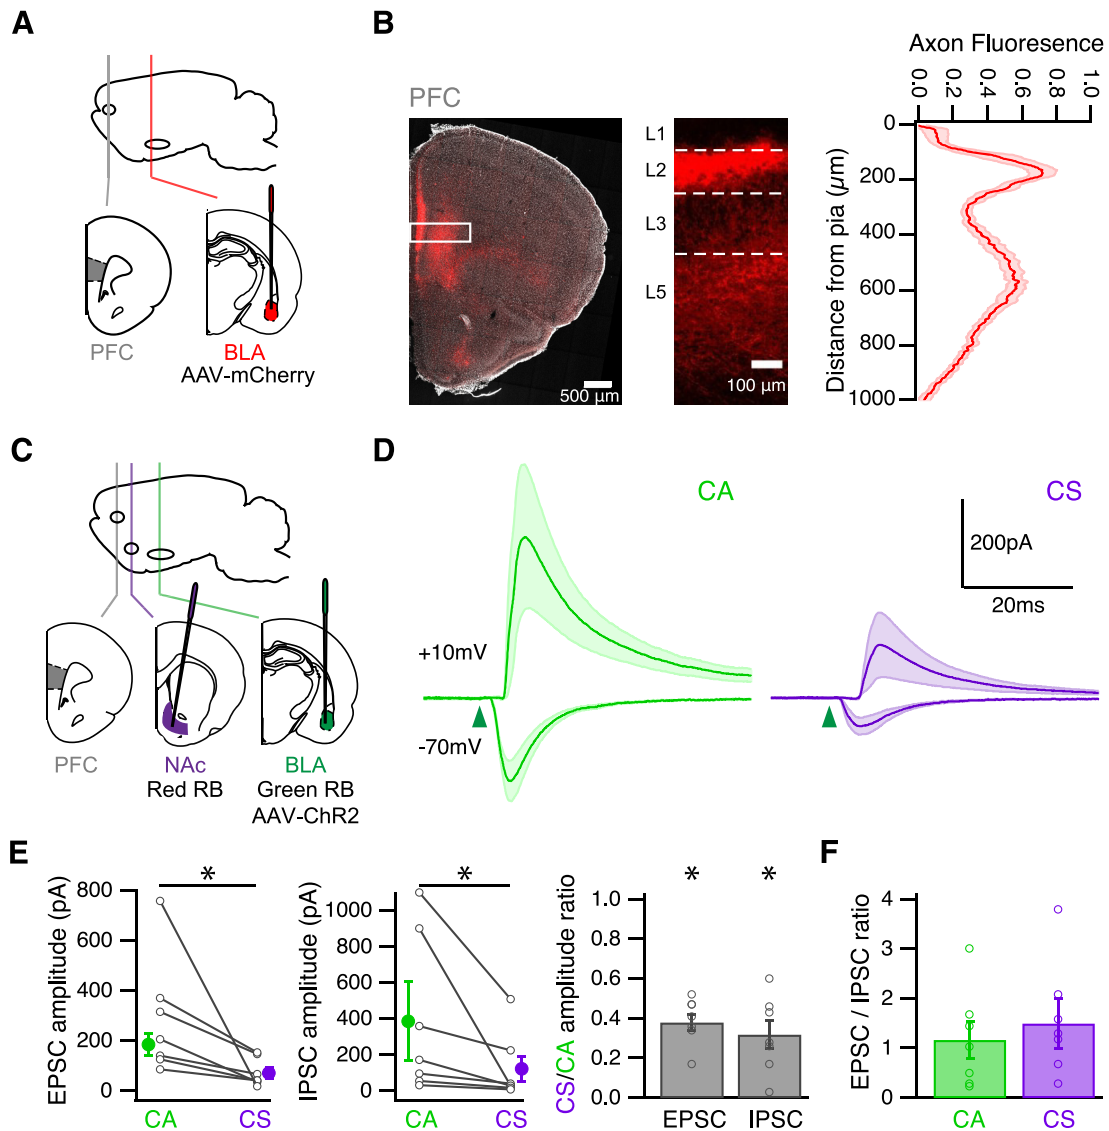 A
PFC
BLA
AAV-mCherry
B
PFC
500 µm
L1
L2
L3
L5
100 µm
Axon Fluoresence
0.0
0.2
0.4
0.6
0.8
1.0
Distance from pia (µm)
0
200
400
600
800
1000
C
PFC
NAc
Red RB
BLA
Green RB
AAV-ChR2
D
CA
CS
200pA
20ms
+10mV
-70mV
E
EPSC amplitude (pA)
800
600
400
200
0
CA
CS
*
IPSC amplitude (pA)
1000
800
600
400
200
0
CA
CS
*
CS/CA amplitude ratio
1.0
0.8
0.6
0.4
0.2
0.0
* *
EPSC IPSC
F
EPSC / IPSC ratio
4
3
2
1
0
CA
CS